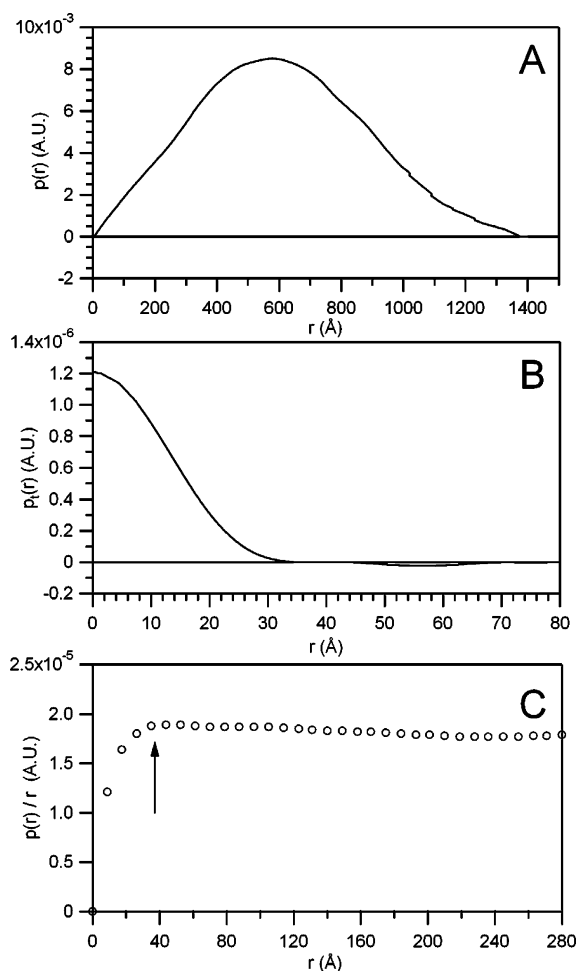 10x10-3
A
8
6
p(r) (A.U.)
4
2
0
-2
0 200 400 600 800 1000 1200 1400
r (Å)
1.4x10-6
B
1.2
1.0
0.8
pt(r) (A.U.)
0.6
0.4
0.2
0
-0.2
0 10 20 30 40 50 60 70 80
r (Å)
2.5x10-5
C
2.0
1.5
p(r) / r (A.U.)
1.0
0.5
0
0 40 80 120 160 200 240 280
r (Å)